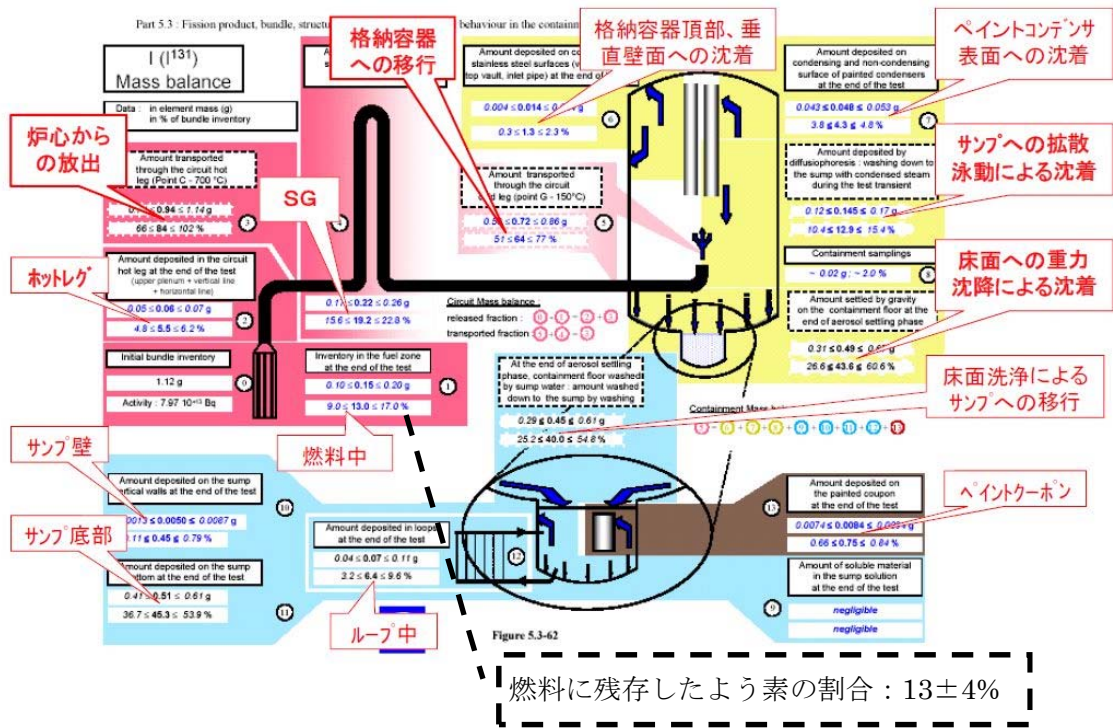 Part 5.3 : Fission product, bundle, structur
behaviour in the containm
I (I¹³¹)
Mass balance
Data : in element mass (g)
in % of bundle inventory
炉心から
の放出
Amount transported
through the circuit hot
leg (Point C - 700 °C)
≤ 0.94 ≤ 1.14 g
66 ≤ 84 ≤ 102 %
3
ホットレグ
Amount deposited in the circuit
hot leg at the end of the test
(upper plenum + vertical line
+ horizontal line)
0.05 ≤ 0.06 ≤ 0.07 g
4.8 ≤ 5.5 ≤ 6.2 %
2
Initial bundle inventory
1.12 g
Activity : 7.97 10⁺¹³ Bq
0
SG
4
0.17 ≤ 0.22 ≤ 0.26 g
15.6 ≤ 19.2 ≤ 22.8 %
Inventory in the fuel zone
at the end of the test
0.10 ≤ 0.15 ≤ 0.20 g
9.0 ≤ 13.0 ≤ 17.0 %
1
燃料中
格納容器
への移行
Amount transported
through the circuit
leg (point G - 150°C)
≤ 0.72 ≤ 0.86 g
51 ≤ 64 ≤ 77 %
5
Circuit Mass balance :
released fraction :
transported fraction :
格納容器頂部、垂
直壁面への沈着
Amount deposited on
stainless steel surfaces
top vault, inlet pipe) at the end of
0.004 ≤ 0.014 ≤
0.3 ≤ 1.3 ≤ 2.3 %
6
ペイントコンデンサ
表面への沈着
Amount deposited on
condensing and non-condensing
surface of painted condensers
at the end of the test
0.043 ≤ 0.048 ≤ 0.053 g
3.8 ≦ 4.3 ≦ 4.8 %
7
サンプへの拡散
泳動による沈着
Amount deposited by
diffusiophoresis : washing down to
the sump with condensed steam
during the test transient
0.12 ≤ 0.145 ≤ 0.17 g
10.4 ≤ 12.9 ≤ 15.4 %
Containment samplings
~ 0.02 g ; ~ 2.0 %
8
床面への重力
沈降による沈着
Amount settled by gravity
on the containment floor at the
end of aerosol settling phase
0.31 ≤ 0.49 ≤
26.6 ≤ 43.6 ≤ 60.6 %
At the end of aerosol settling
phase, containment floor washed
by sump water : amount washed
down to the sump by washing
0.29 ≦ 0.45 ≦ 0.61 g
25.2 ≤ 40.0 ≤ 54.8 %
床面洗浄による
サンプへの移行
Containment Mass
サンプ壁
Amount deposited on the sump
vertical walls at the end of the test
≤ 0.0050 ≤ 0.0087 g
≤ 0.45 ≤ 0.79 %
10
サンプ底部
Amount deposited on the sump
bottom at the end of the test
0.41 ≤ 0.51 ≤ 0.61 g
36.7 ≤ 45.3 ≤ 53.9 %
11
Amount deposited in loops
at the end of the test
0.04 ≤ 0.07 ≤ 0.11 g
3.2 ≤ 6.4 ≤ 9.6 %
12
ループ中
ペイントクーポン
Amount deposited on
the painted coupon
at the end of the test
13
0.0074 ≤ 0.0084 ≤
0.66 ≤ 0.75 ≤ 0.84 %
Amount of soluble material
in the sump solution
at the end of the test
9
negligible
negligible
Figure 5.3-62
燃料に残存したよう素の割合：13±4%